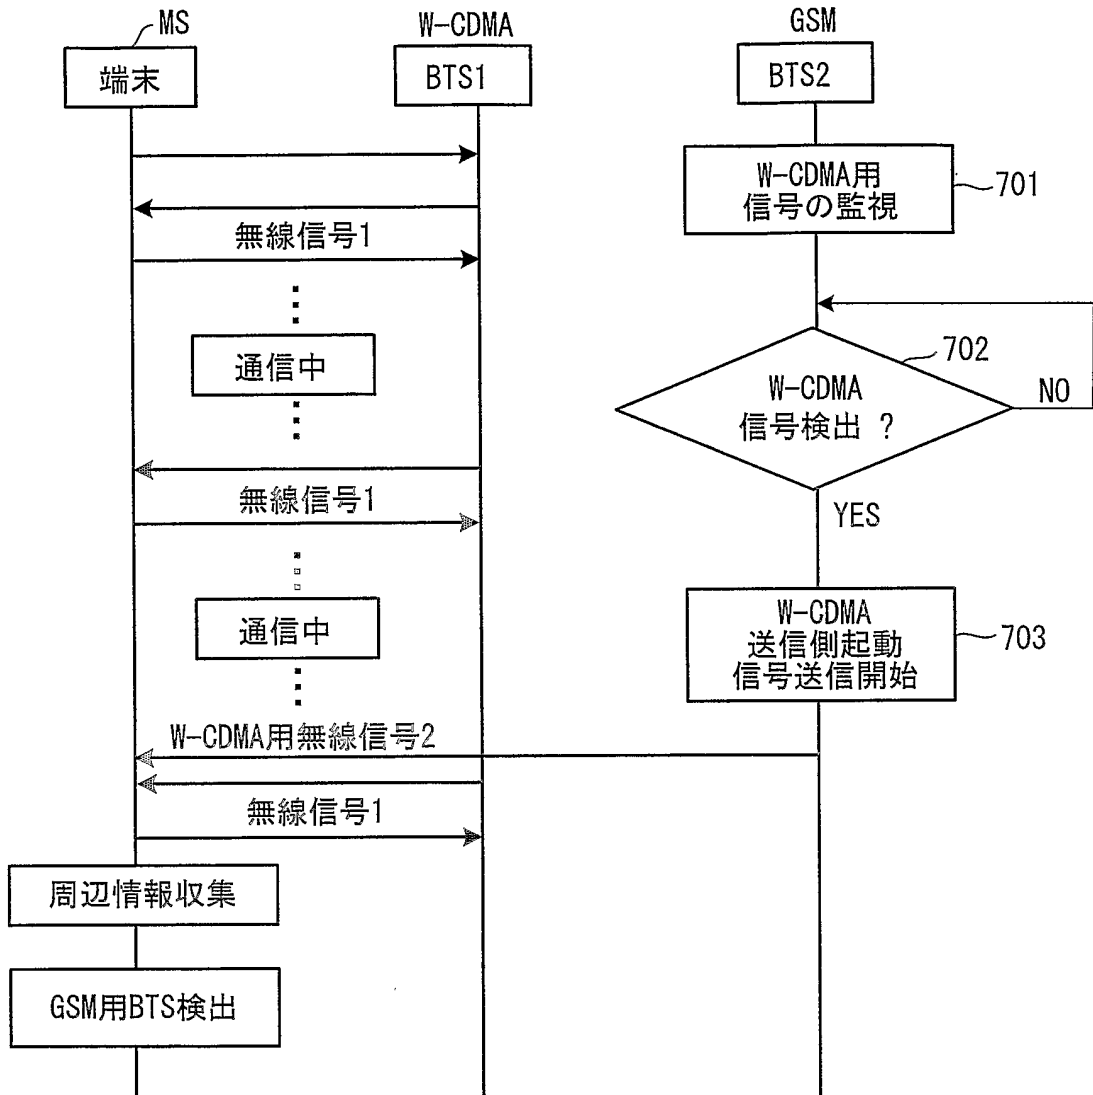 MS
W-CDMA
GSM
端末
BTS1
BTS2
W-CDMA用
信号の監視
701
無線信号1
702
通信中
W-CDMA
信号検出 ?
NO
無線信号1
YES
通信中
W-CDMA
送信側起動
信号送信開始
703
W-CDMA用無線信号2
無線信号1
周辺情報収集
GSM用BTS検出